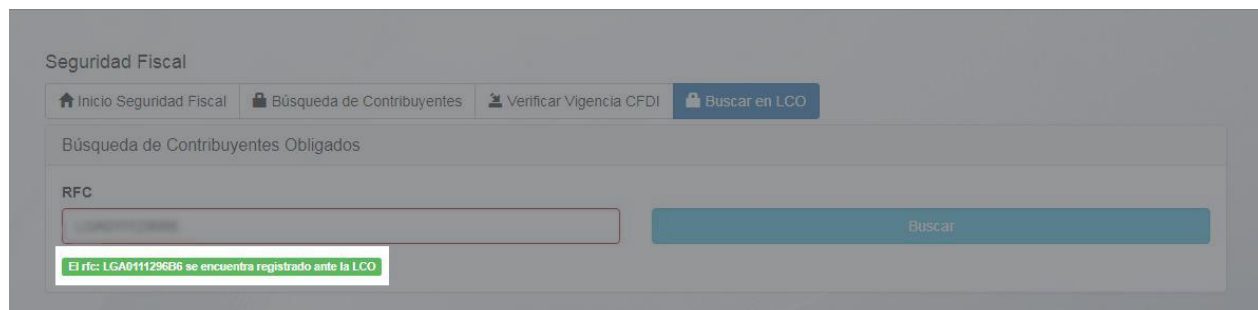 Seguridad Fiscal
Inicio Seguridad Fiscal Búsqueda de Contribuyentes Verificar Vigencia CFDI Buscar en LCO
Búsqueda de Contribuyentes Obligados
RFC
Buscar
El rfc: LGA0111296B6 se encuentra registrado ante la LCO